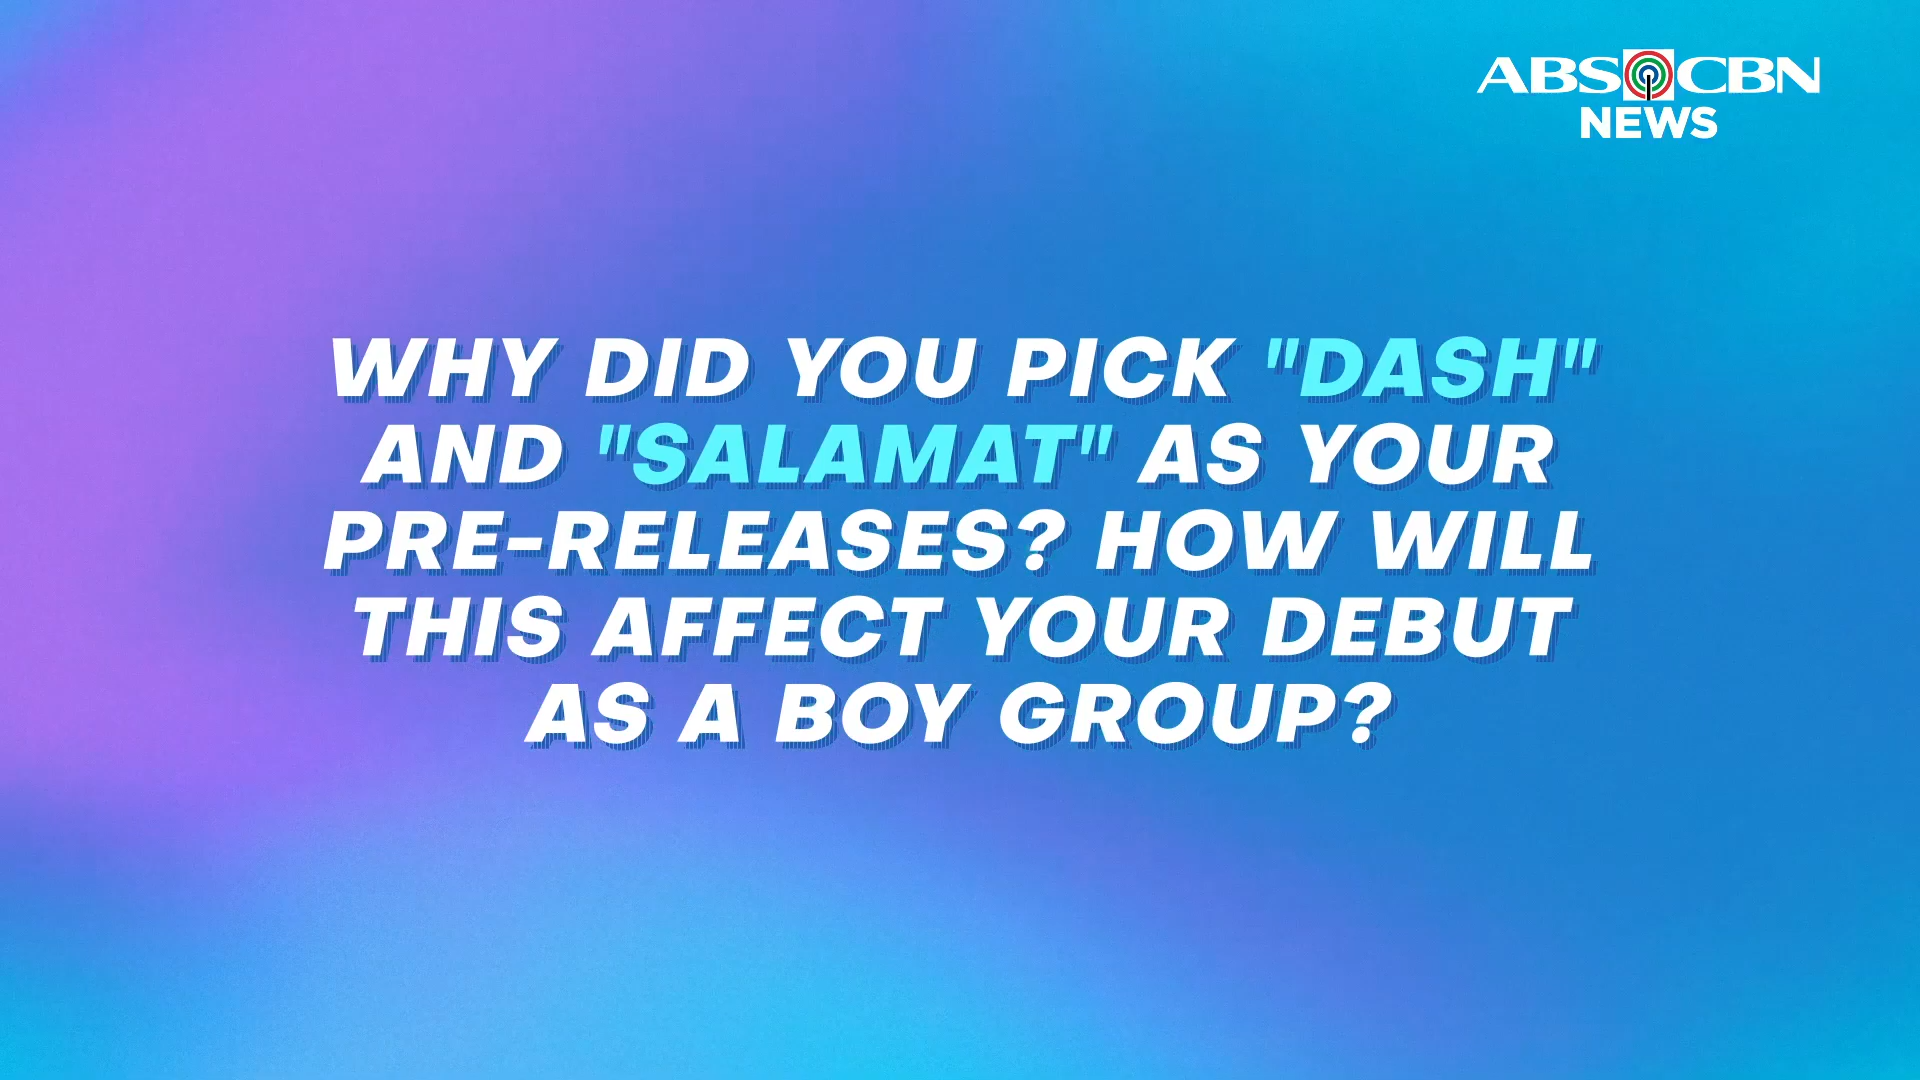 ABS CBN
NEWS
WHY DID YOU PICK "DASH"
AND "SALAMAT" AS YOUR
PRE-RELEASES? HOW WILL
THIS AFFECT YOUR DEBUT
AS A BOY GROUP?